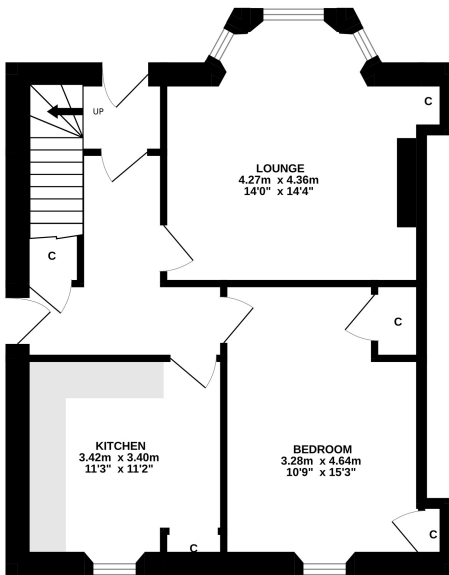 C
UP
LOUNGE
4.27m x 4.36m
14'0" x 14'4"
C
C
KITCHEN
3.42m x 3.40m
11'3" x 11'2"
BEDROOM
3.28m x 4.64m
10'9" x 15'3"
C
C